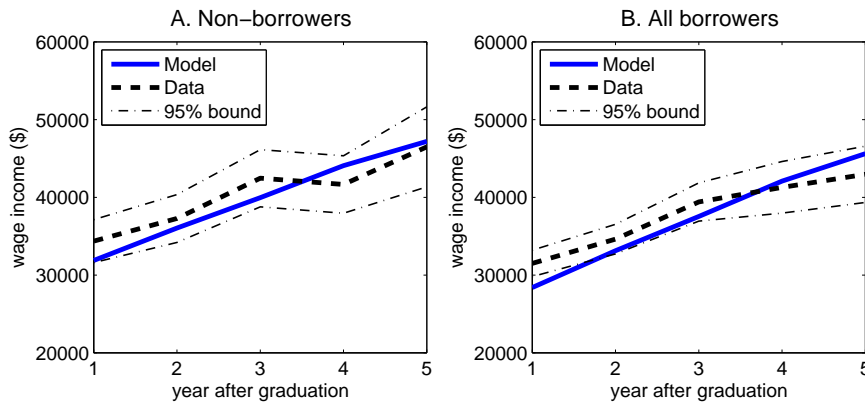 A. Non−borrowers
60000
50000
40000
30000
20000
wage income ($)
Model
Data
95% bound
1 2 3 4 5
year after graduation
B. All borrowers
60000
50000
40000
30000
20000
wage income ($)
Model
Data
95% bound
1 2 3 4 5
year after graduation